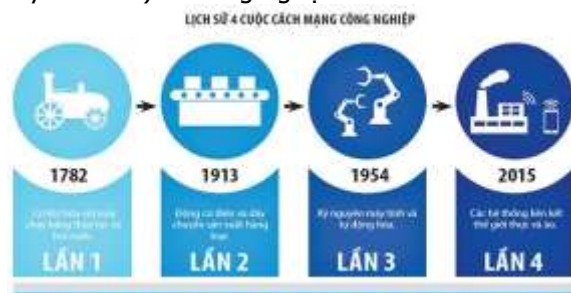 LỊCH SỬ 4 CUỘC CÁCH MẠNG CÔNG NGHIỆP
1782
LẦN 1
1913
Động cơ điện và dây
chuyền sản xuất hàng
loạt
LẦN 2
1954
Kỷ nguyên máy tính và
tự động hóa.
LẦN 3
2015
Các hệ thống liên kết
thế giới thực và ảo.
LẦN 4